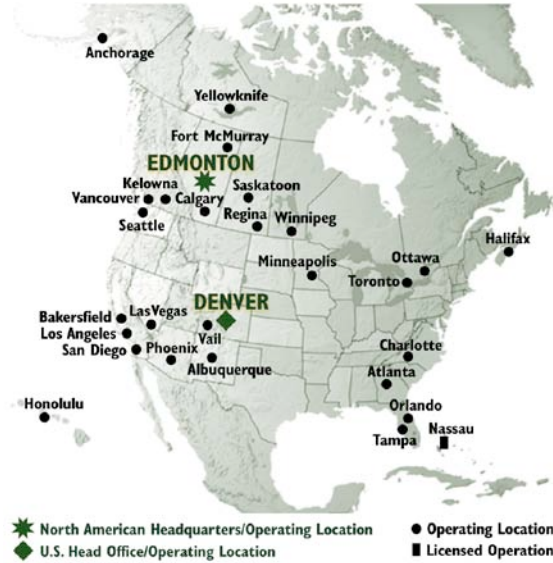 Anchorage
Yellowknife
Fort McMurray
EDMONTON
Kelowna
Saskatoon
Vancouver
Calgary
Regina
Winnipeg
Seattle
Halifax
Minneapolis
Ottawa
Toronto
DENVER
Bakersfield
LasVegas
Los Angeles
Vail
San Diego
Phoenix
Charlotte
Albuquerque
Atlanta
Honolulu
Orlando
Nassau
Tampa
North American Headquarters/Operating Location
Operating Location
U.S. Head Office/Operating Location
Licensed Operation